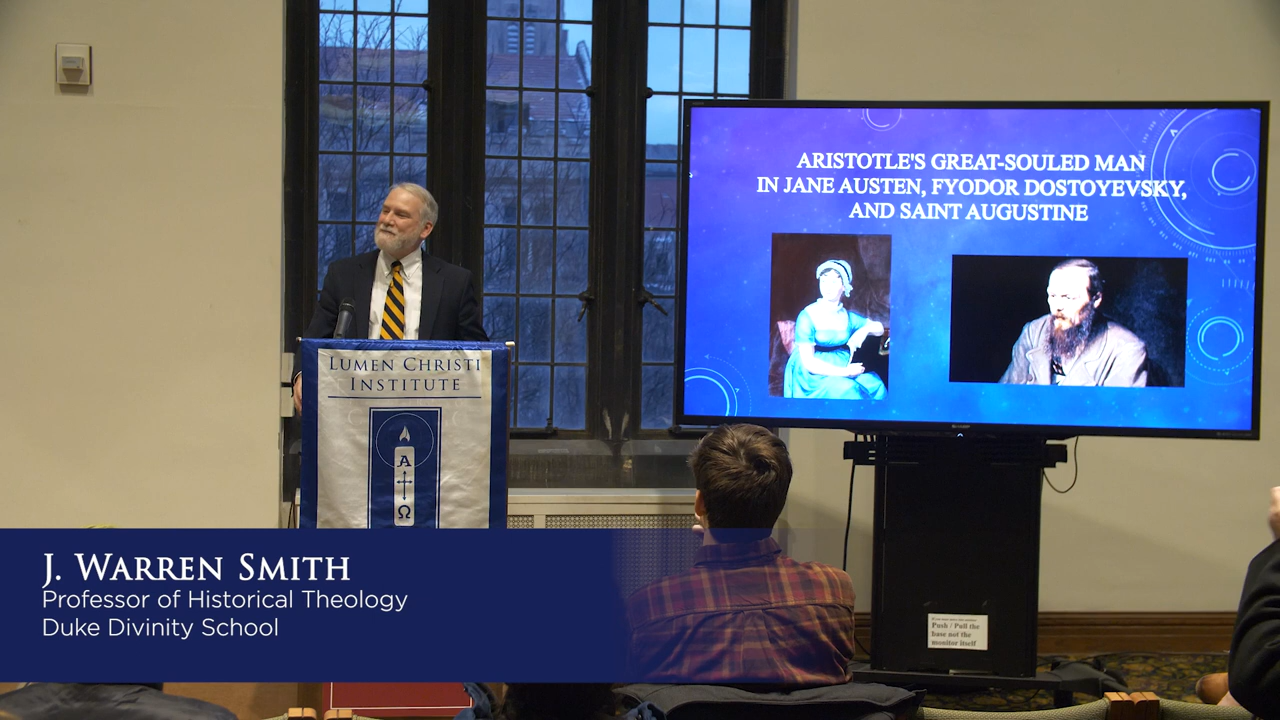 ARISTOTLE'S GREAT-SOULED MAN
IN JANE AUSTEN, FYODOR DOSTOYEVSKY,
AND SAINT AUGUSTINE
LUMEN CHRISTI
INSTITUTE
A
Ω
J. WARREN SMITH
Professor of Historical Theology
Duke Divinity School
Push / Pull the
base not the
monitor itself